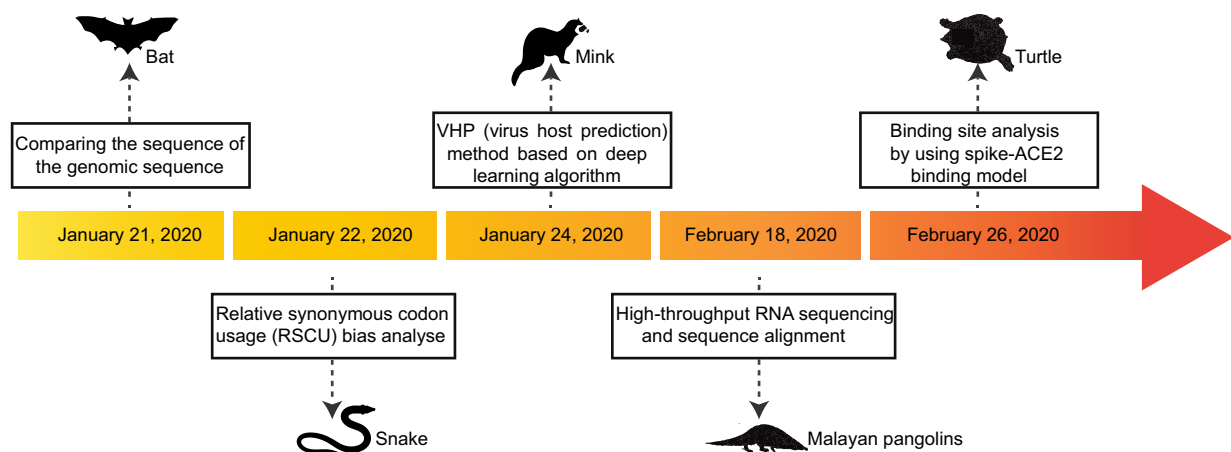 Bat
Mink
Turtle
Comparing the sequence of
the genomic sequence
VHP (virus host prediction)
method based on deep
learning algorithm
Binding site analysis
by using spike-ACE2
binding model
January 21, 2020
January 22, 2020
January 24, 2020
February 18, 2020
February 26, 2020
Relative synonymous codon
usage (RSCU) bias analyse
High-throughput RNA sequencing
and sequence alignment
Snake
Malayan pangolins